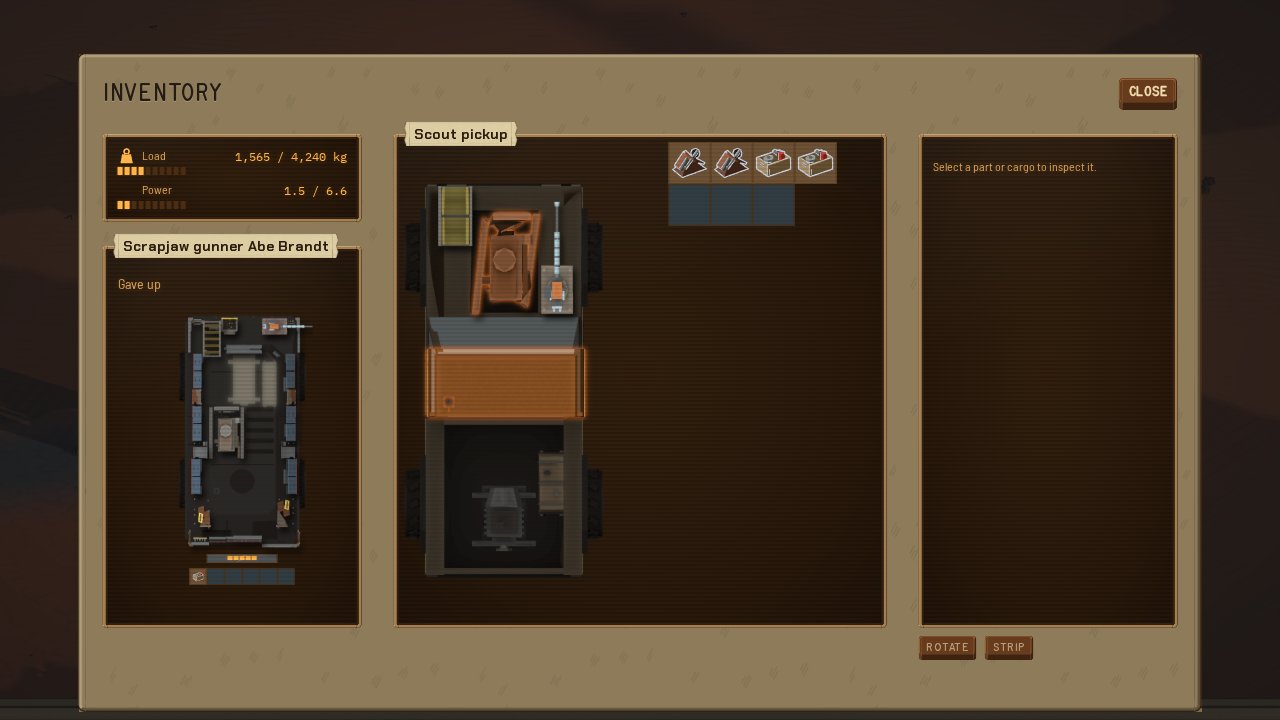 INVENTORY
CLOSE
Load
1,565 / 4,240 kg
Power
1.5 / 6.6
Scrapjaw gunner Abe Brandt
Gave up
Scout pickup
Select a part or cargo to inspect it.
ROTATE
STRIP